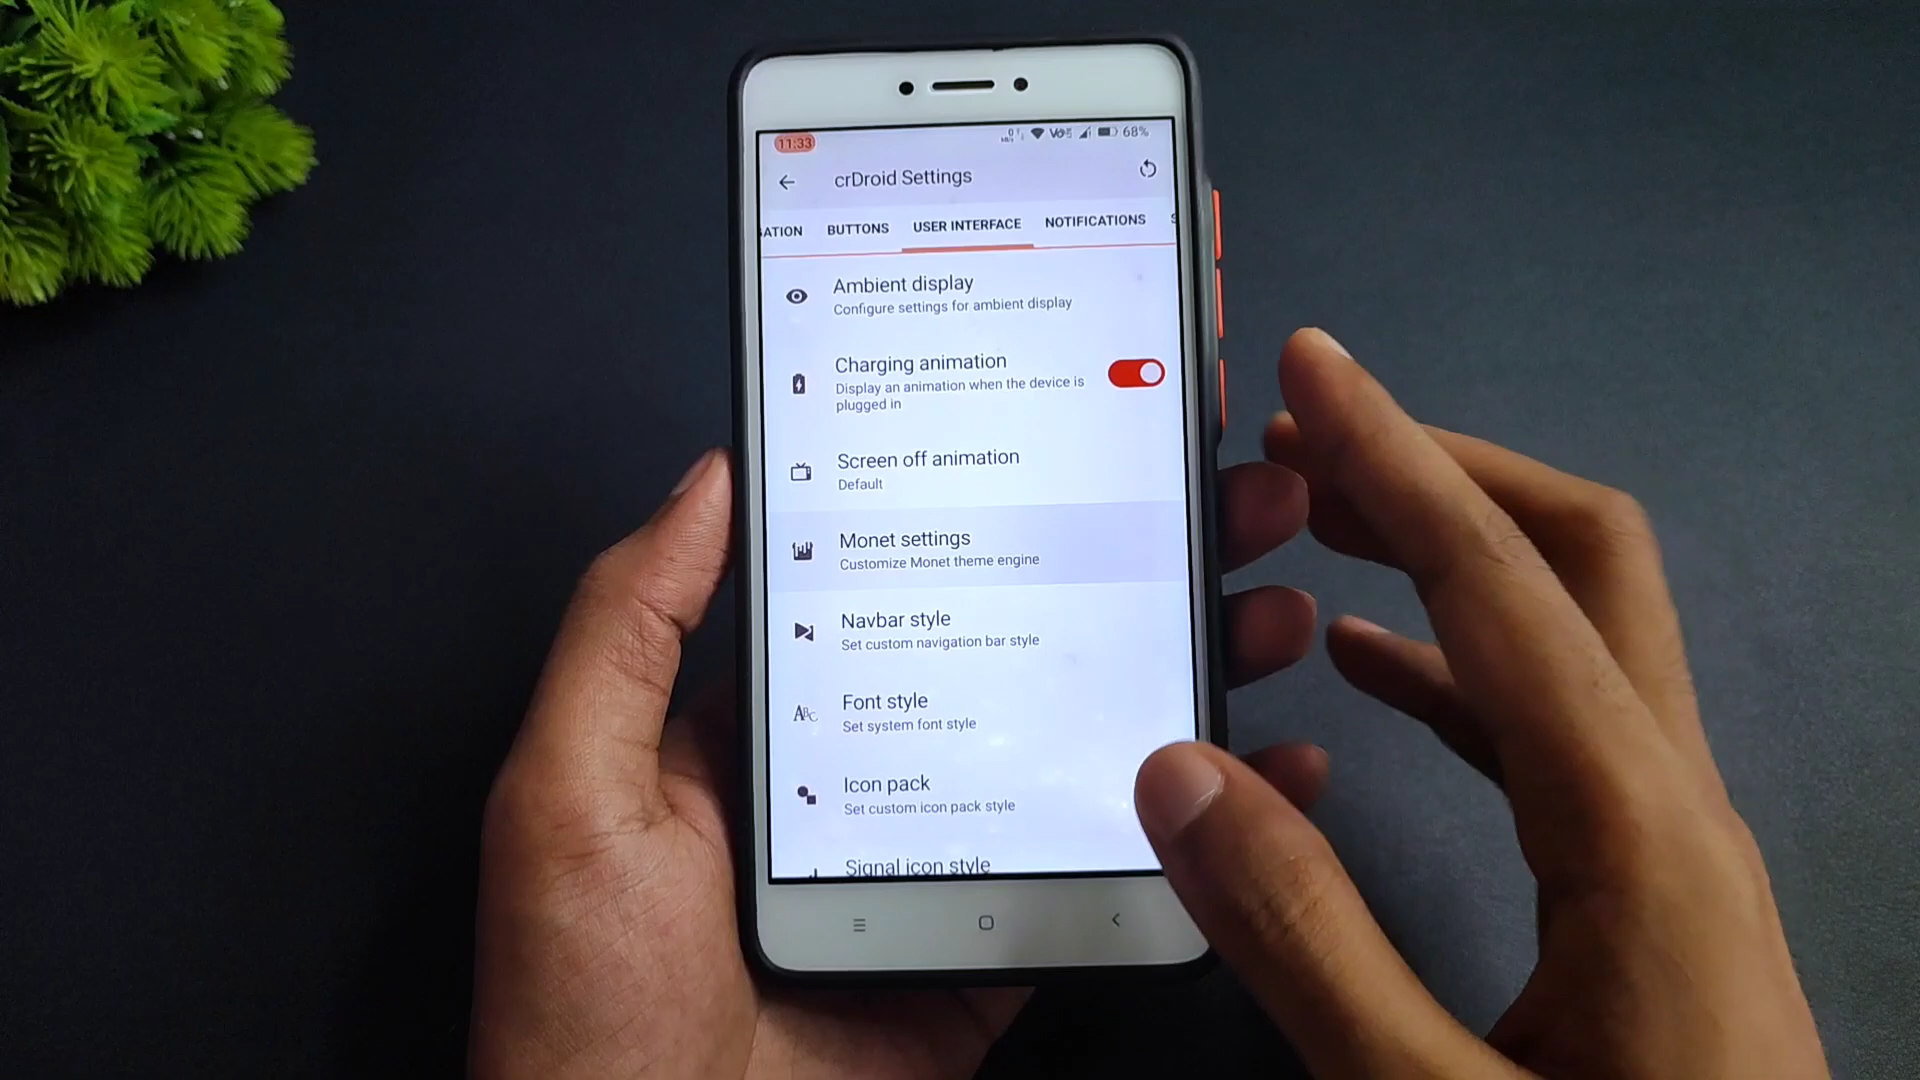 11:33
68%
crDroid Settings
BUTTONS
USER INTERFACE
NOTIFICATIONS
Ambient display
Configure settings for ambient display
Charging animation
Display an animation when the device is
plugged in
Screen off animation
Default
Monet settings
Customize Monet theme engine
Navbar style
Set custom navigation bar style
Font style
Set system font style
Icon pack
Set custom icon pack style
Signal icon style